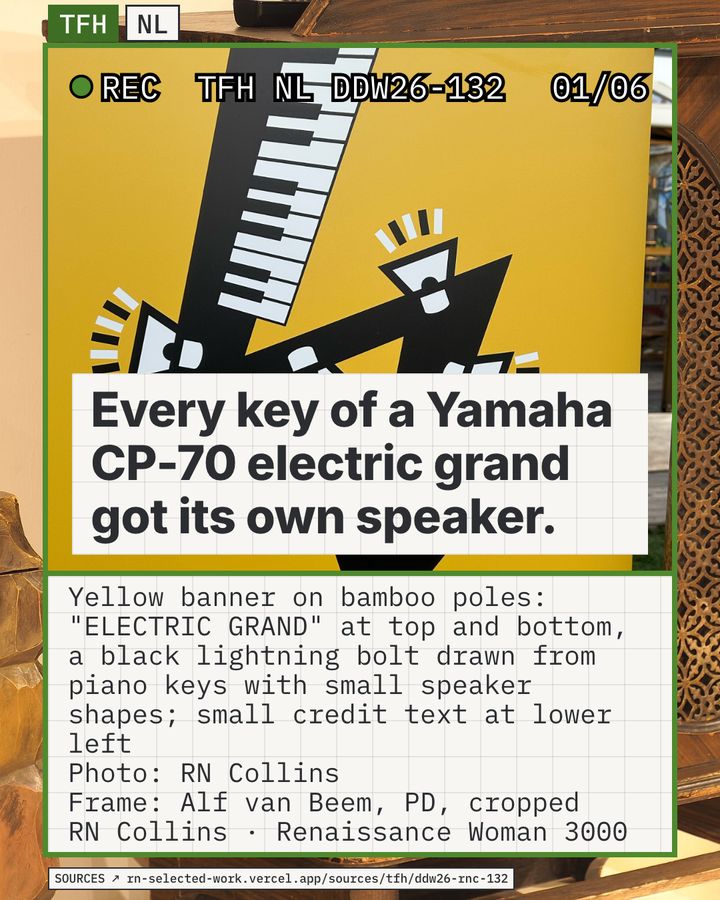 TFH NL
REC TFH NL DDW26-132 01/06
Every key of a Yamaha
CP-70 electric grand
got its own speaker.
Yellow banner on bamboo poles:
"ELECTRIC GRAND" at top and bottom,
a black lightning bolt drawn from
piano keys with small speaker
shapes; small credit text at lower
left
Photo: RN Collins
Frame: Alf van Beem, PD, cropped
RN Collins · Renaissance Woman 3000
SOURCES ↗ rn-selected-work.vercel.app/sources/tfh/ddw26-rnc-132